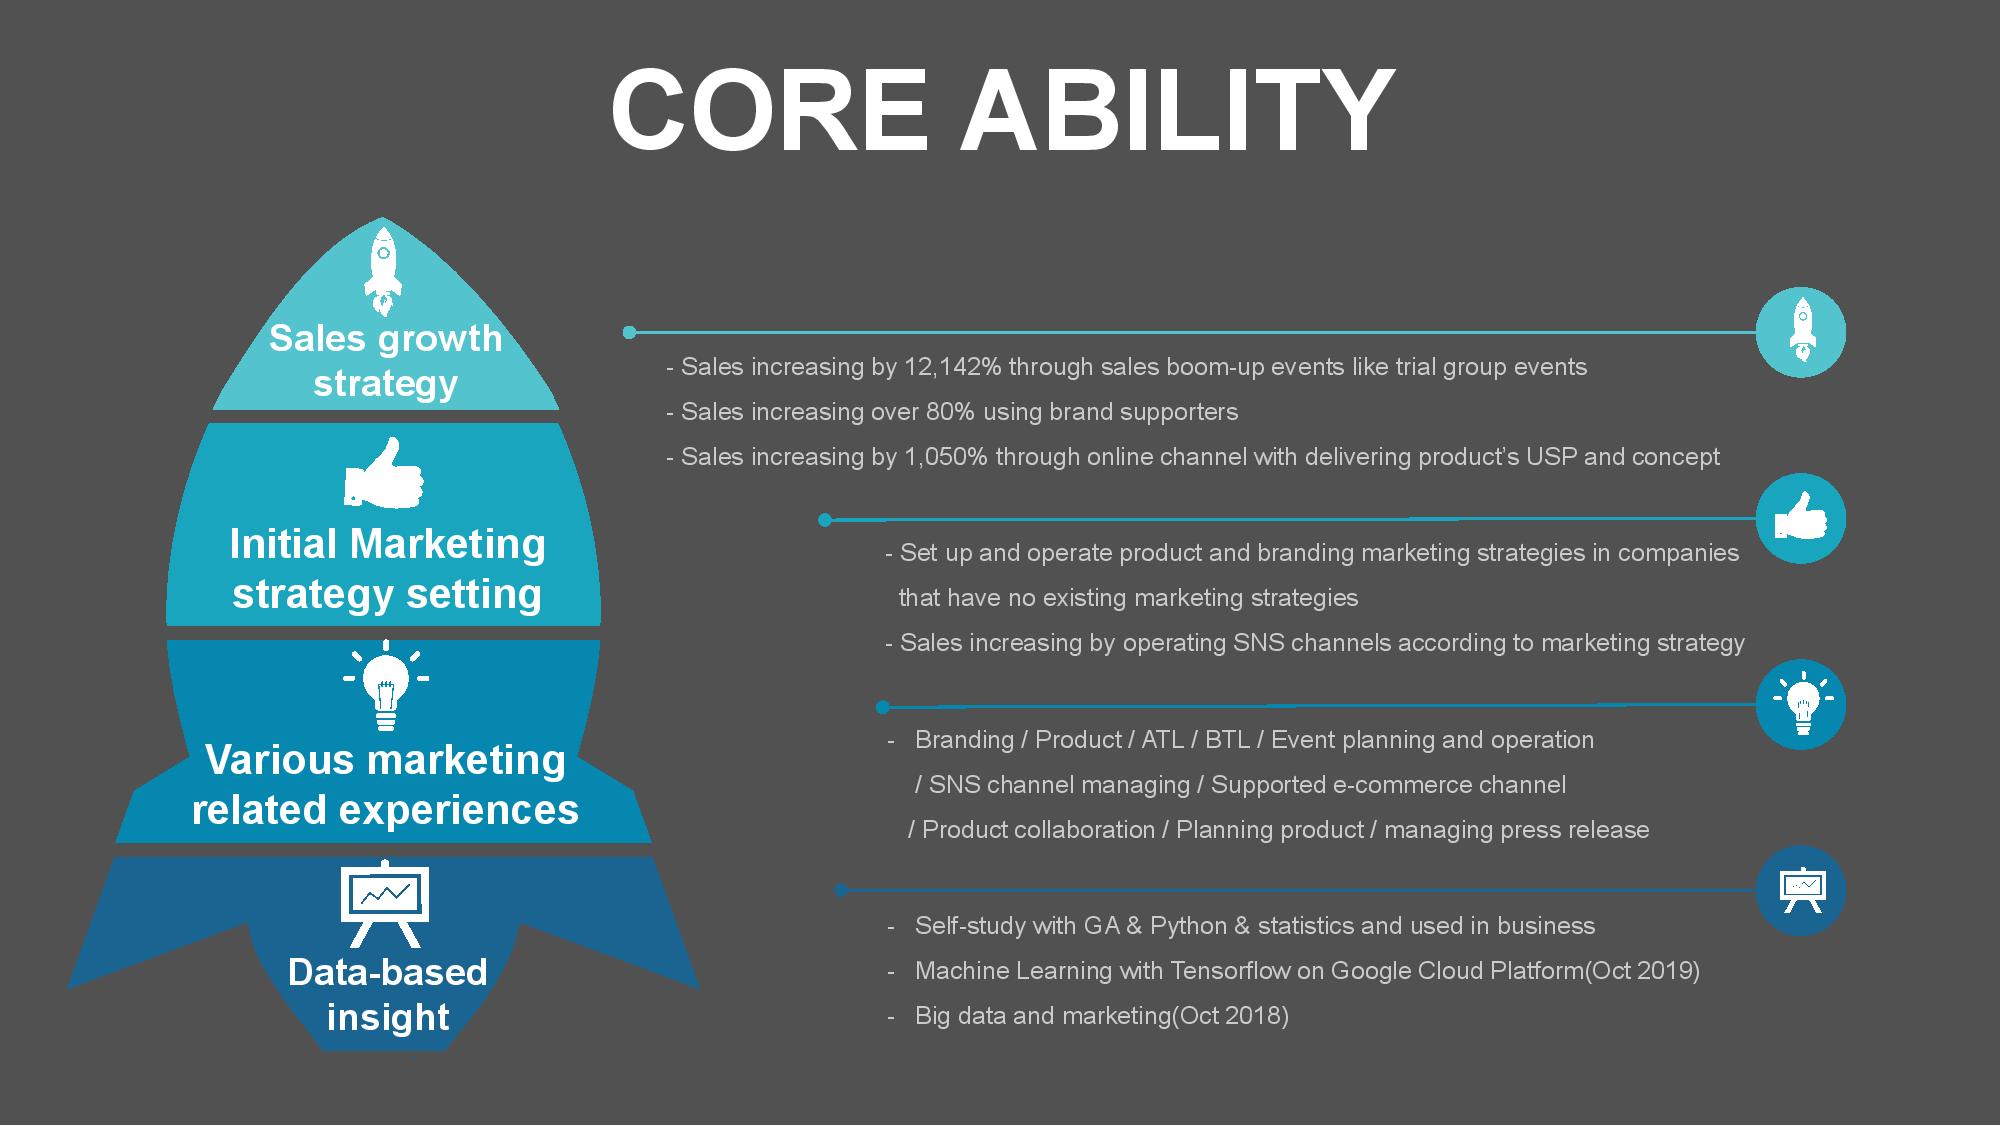 CORE ABILITY
Sales growth
strategy
- Sales increasing by 12,142% through sales boom-up events like trial group events
- Sales increasing over 80% using brand supporters
- Sales increasing by 1,050% through online channel with delivering product’s USP and concept
Initial Marketing
strategy setting
- Set up and operate product and branding marketing strategies in companies
that have no existing marketing strategies
- Sales increasing by operating SNS channels according to marketing strategy
Various marketing
related experiences
- Branding / Product / ATL / BTL / Event planning and operation
/ SNS channel managing / Supported e-commerce channel
/ Product collaboration / Planning product / managing press release
Data-based
insight
- Self-study with GA & Python & statistics and used in business
- Machine Learning with Tensorflow on Google Cloud Platform(Oct 2019)
- Big data and marketing(Oct 2018)